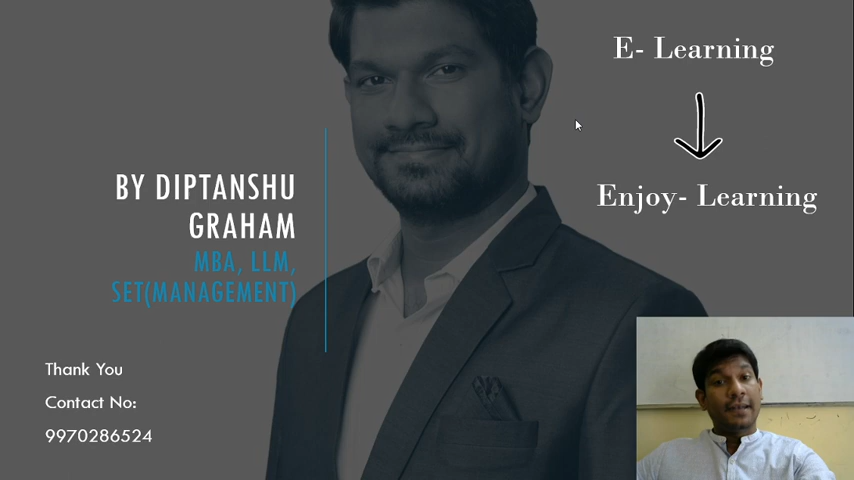 E- Learning
Enjoy- Learning
BY DIPTANSHU
GRAHAM
MBA, LLM,
SET(MANAGEMENT)
Thank You
Contact No:
9970286524